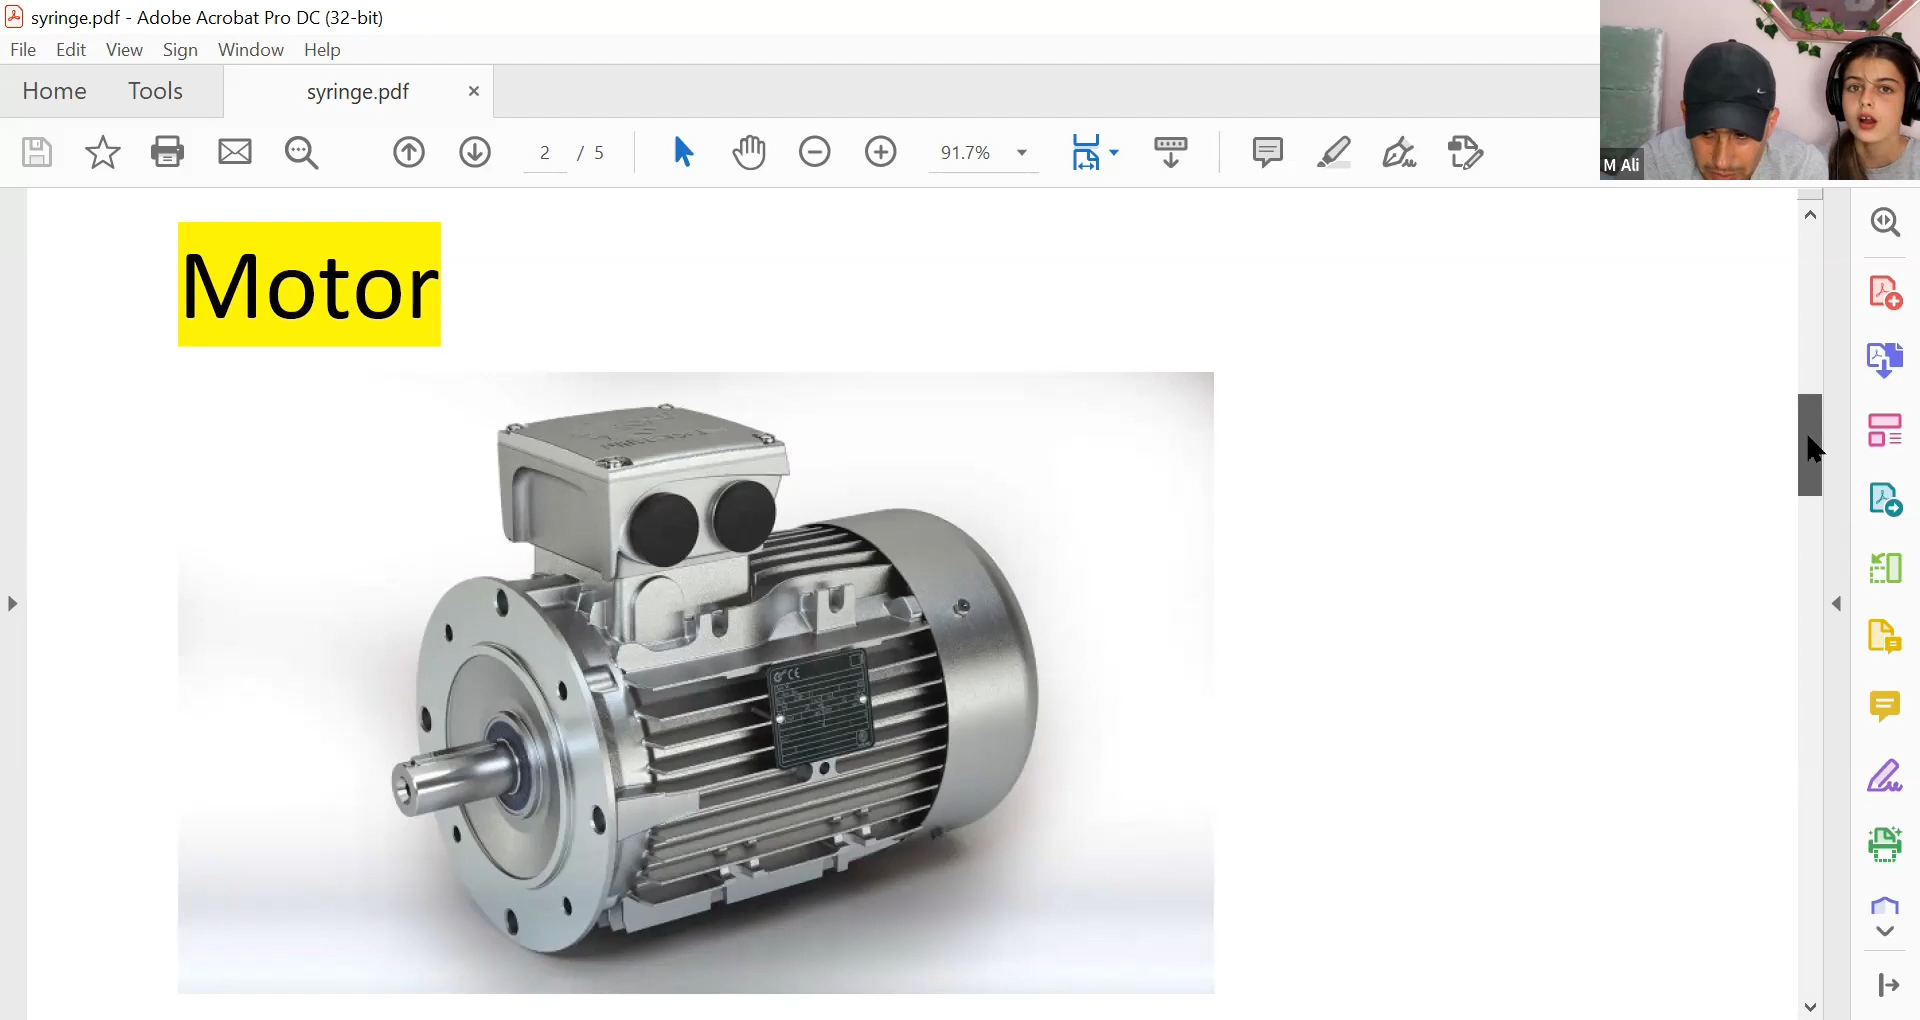 syringe.pdf - Adobe Acrobat Pro DC (32-bit)
File Edit View Sign Window Help
Home Tools syringe.pdf ×
2 / 5 91.7%
M Ali
Motor
CE